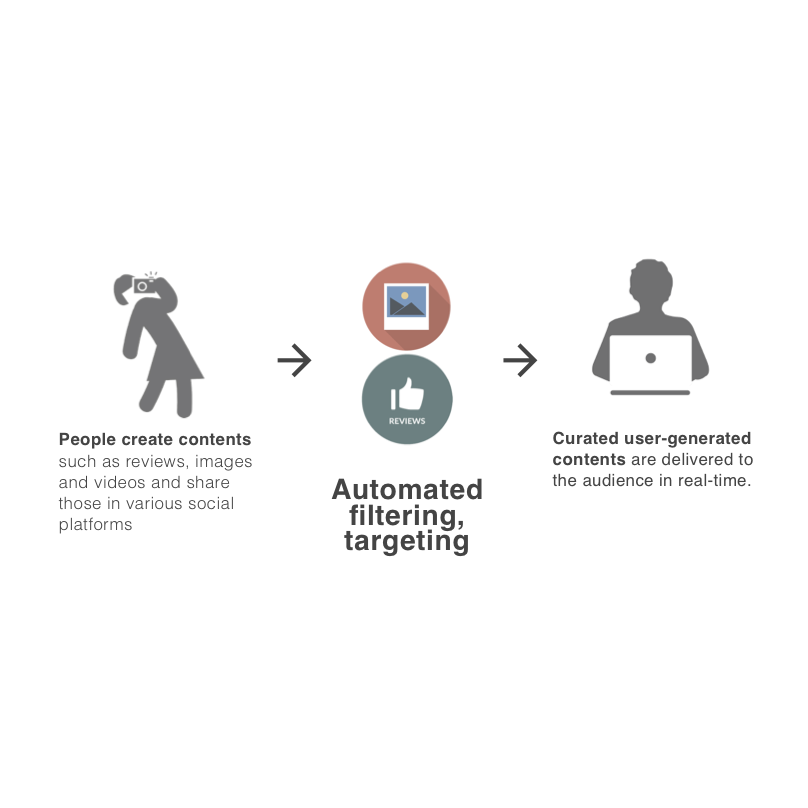 People create contents
such as reviews, images
and videos and share
those in various social
platforms
REVIEWS
Automated
filtering,
targeting
Curated user-generated
contents are delivered to
the audience in real-time.